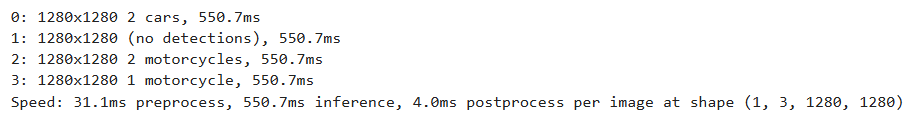 0: 1280x1280 2 cars, 550.7ms
1: 1280x1280 (no detections), 550.7ms
2: 1280x1280 2 motorcycles, 550.7ms
3: 1280x1280 1 motorcycle, 550.7ms
Speed: 31.1ms preprocess, 550.7ms inference, 4.0ms postprocess per image at shape (1, 3, 1280, 1280)